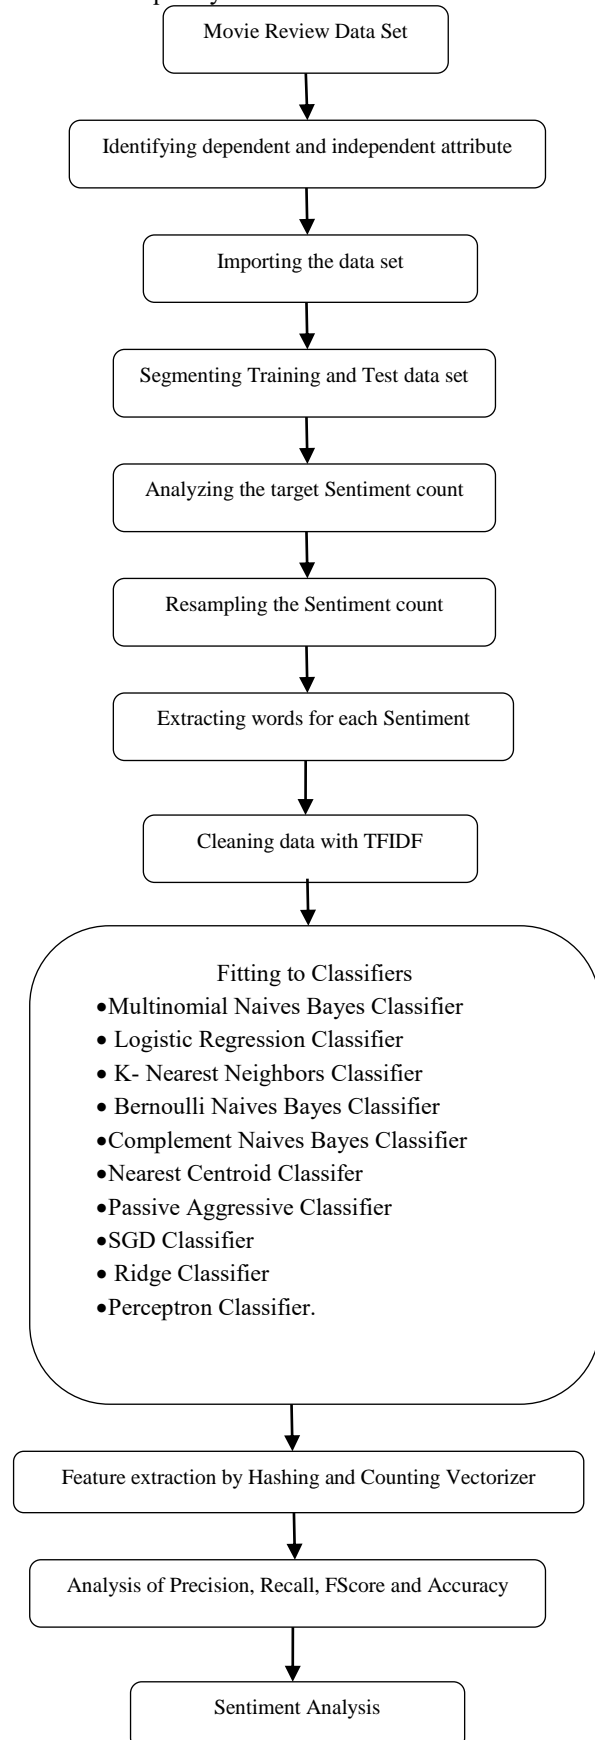 Movie Review Data Set
Identifying dependent and independent attribute
Importing the data set
Segmenting Training and Test data set
Analyzing the target Sentiment count
Resampling the Sentiment count
Extracting words for each Sentiment
Cleaning data with TFIDF
Fitting to Classifiers
•Multinomial Naives Bayes Classifier
• Logistic Regression Classifier
• K- Nearest Neighbors Classifier
• Bernoulli Naives Bayes Classifier
•Complement Naives Bayes Classifier
•Nearest Centroid Classifer
•Passive Aggressive Classifier
•SGD Classifier
• Ridge Classifier
•Perceptron Classifier.
Feature extraction by Hashing and Counting Vectorizer
Analysis of Precision, Recall, FScore and Accuracy
Sentiment Analysis